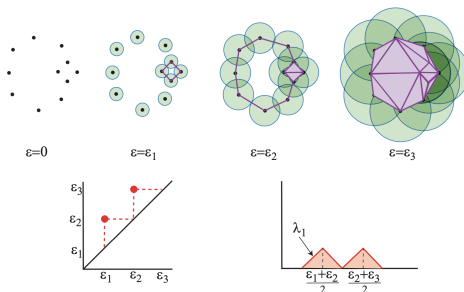 ε=0 ε=ε₁ ε=ε₂ ε=ε₃
ε₃
ε₂
ε₁
ε₁ ε₂ ε₃
λ₁
ε₁+ε₂ ε₂+ε₃
2 2